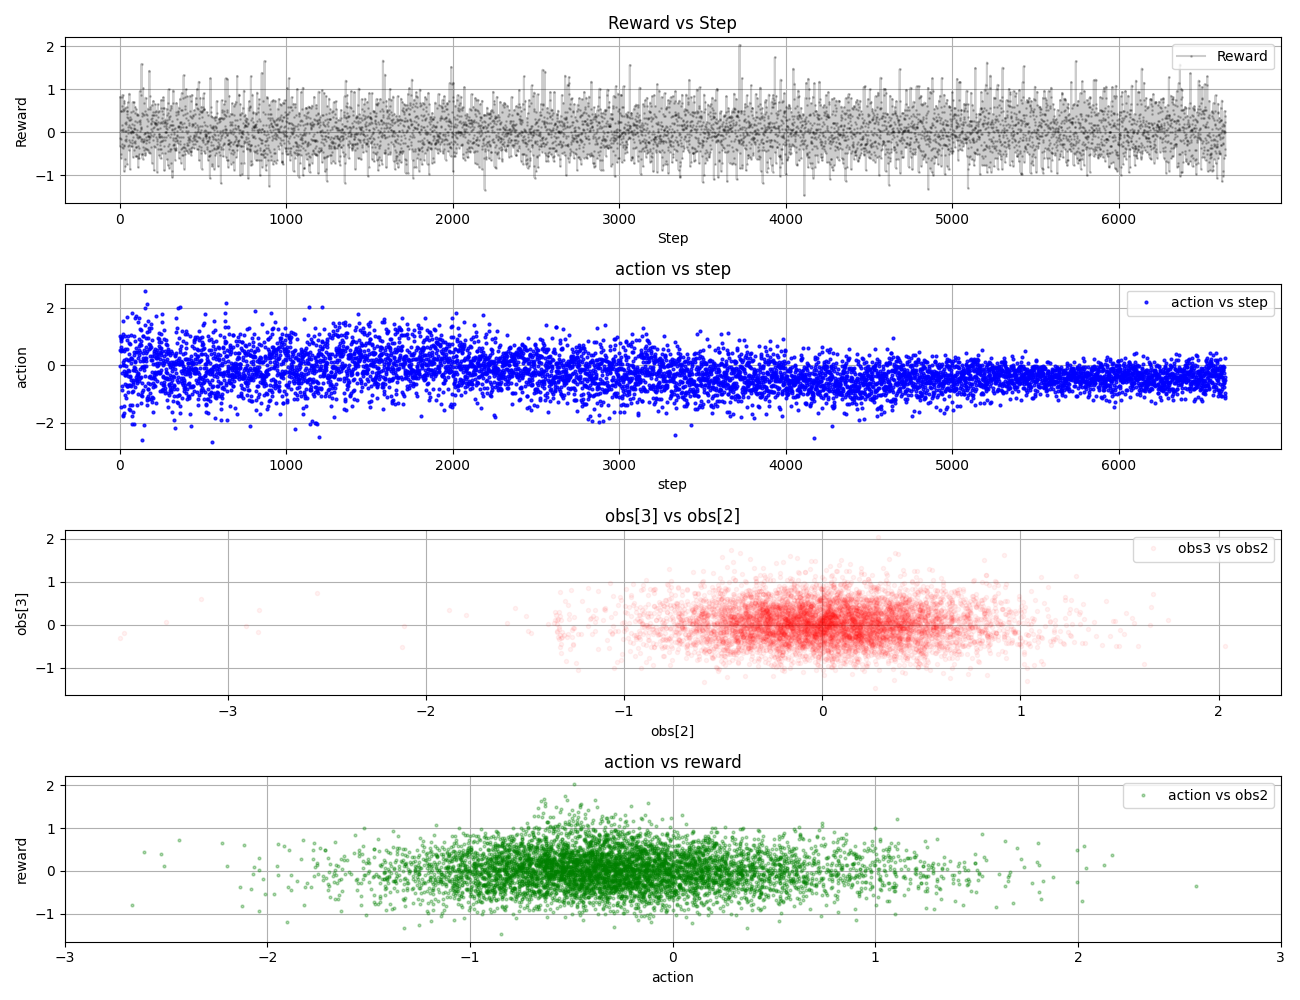 Reward vs Step
2
1
0
−1
Reward
Reward
0
1000
2000
3000
4000
5000
6000
Step
action vs step
2
0
−2
action
action vs step
0
1000
2000
3000
4000
5000
6000
step
obs[3] vs obs[2]
2
1
0
−1
obs[3]
obs3 vs obs2
−3
−2
−1
0
1
2
obs[2]
action vs reward
2
1
0
−1
reward
action vs obs2
−3
−2
−1
0
1
2
3
action